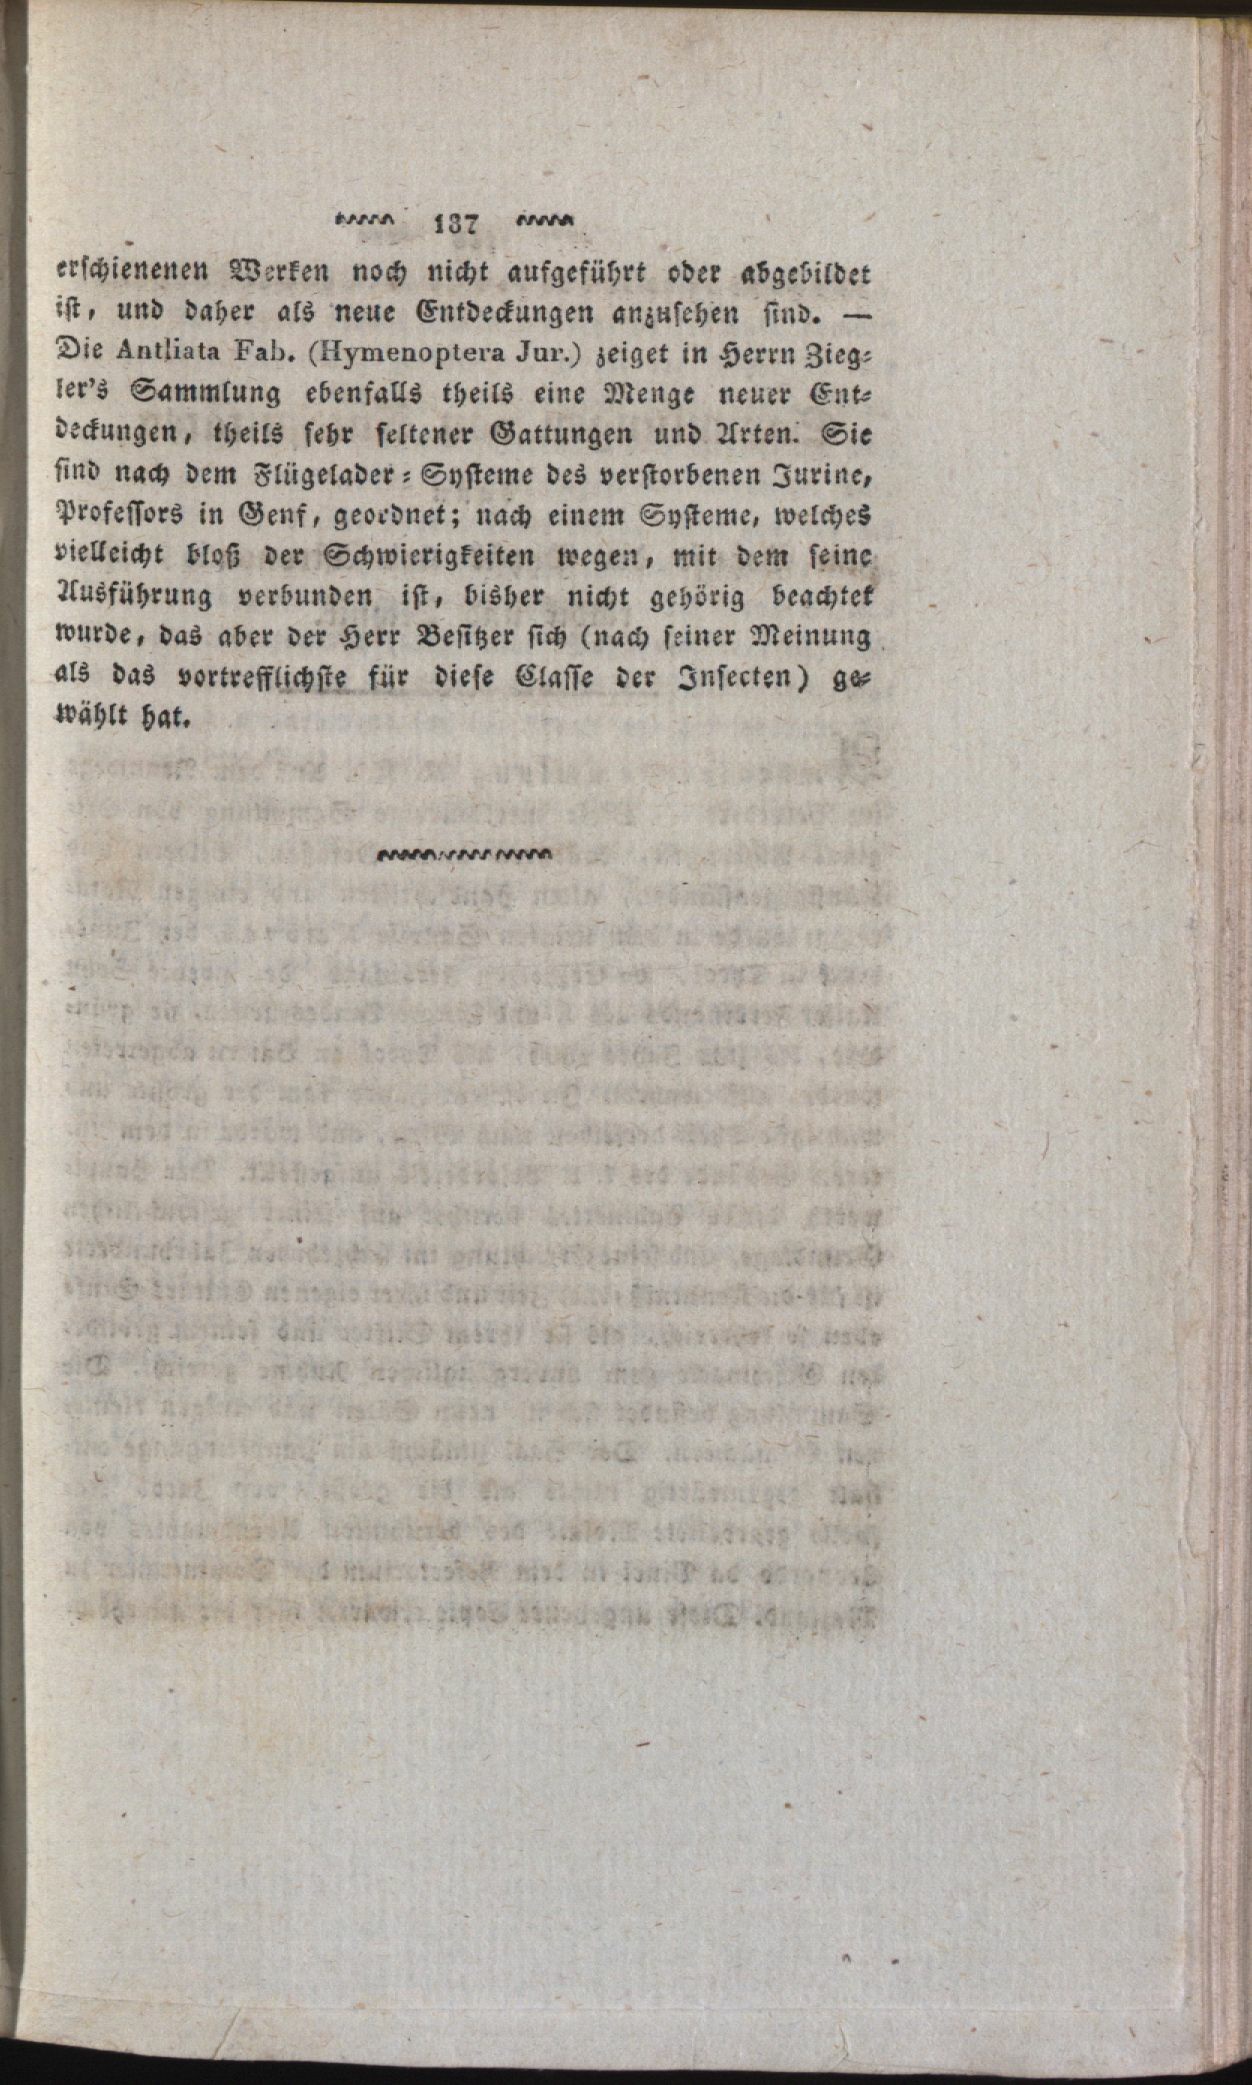 137
erschienenen Werken noch nicht aufgeführt oder abgebildet
ist, und daher als neue Entdeckungen anzusehen sind. —
Die Antliata Fab. (Hymenoptera Jur.) zeiget in Herrn Zieg-
ler's Sammlung ebenfalls theils eine Menge neuer Ent-
deckungen, theils sehr seltener Gattungen und Arten. Sie
sind nach dem Flügelader-Systeme des verstorbenen Jurine,
Professors in Genf, geordnet; nach einem Systeme, welches
vielleicht bloß der Schwierigkeiten wegen, mit dem seine
Ausführung verbunden ist, bisher nicht gehörig beachtet
wurde, das aber der Herr Besitzer sich (nach seiner Meinung
als das vortrefflichste für diese Classe der Insecten) ge-
wählt hat.